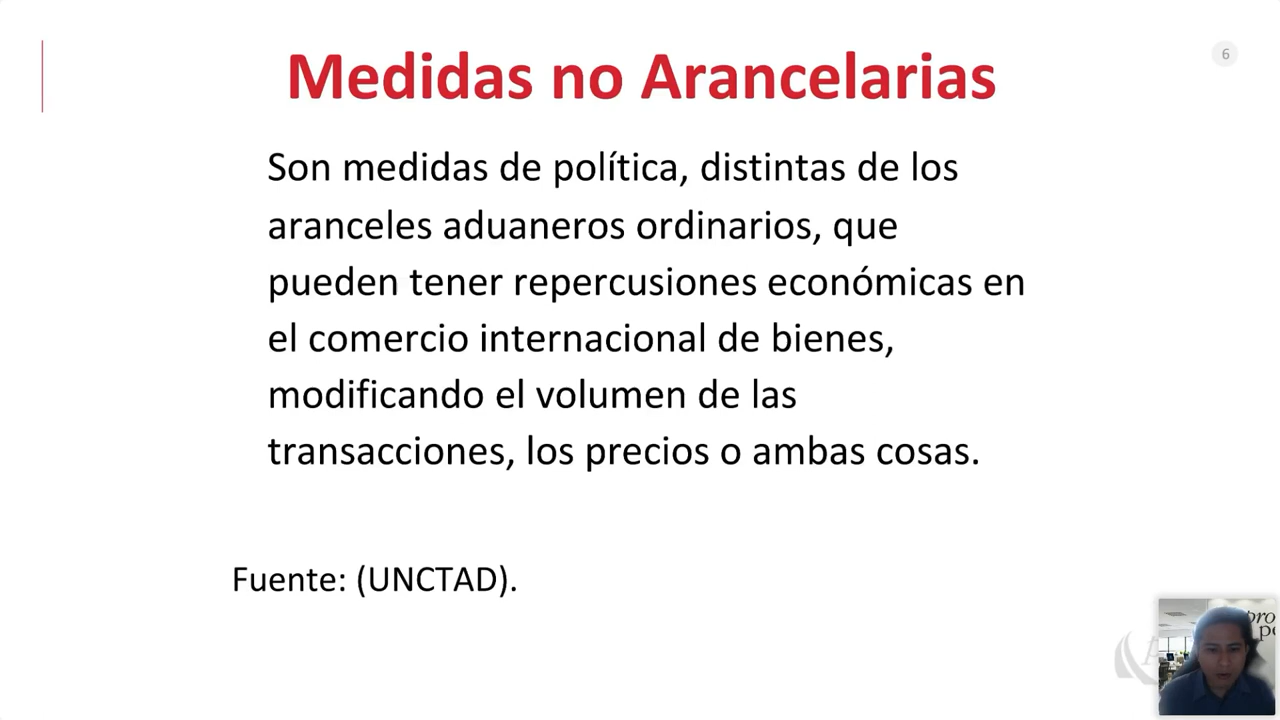 6
Medidas no Arancelarias
Son medidas de política, distintas de los
aranceles aduaneros ordinarios, que
pueden tener repercusiones económicas en
el comercio internacional de bienes,
modificando el volumen de las
transacciones, los precios o ambas cosas.
Fuente: (UNCTAD).